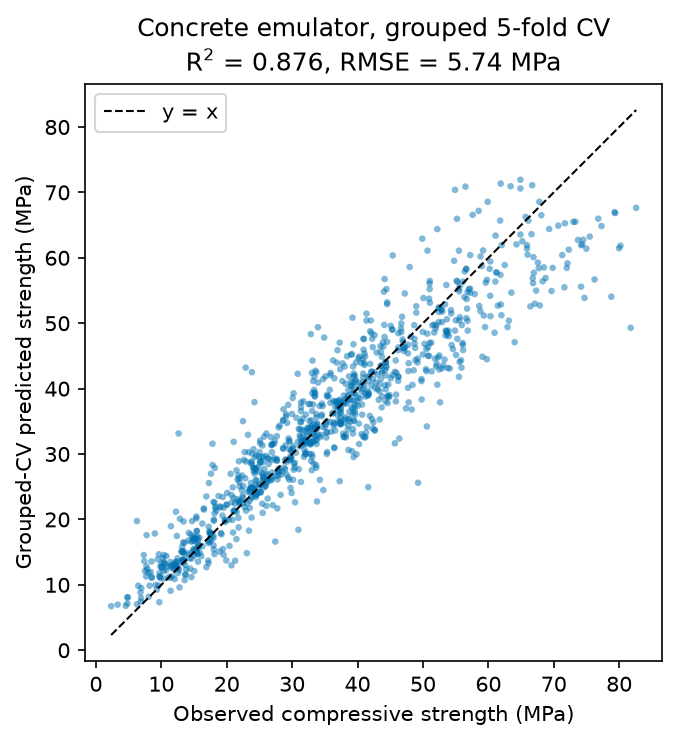 Concrete emulator, grouped 5-fold CV
R² = 0.876, RMSE = 5.74 MPa
y = x
Grouped-CV predicted strength (MPa)
80
70
60
50
40
30
20
10
0
0 10 20 30 40 50 60 70 80
Observed compressive strength (MPa)